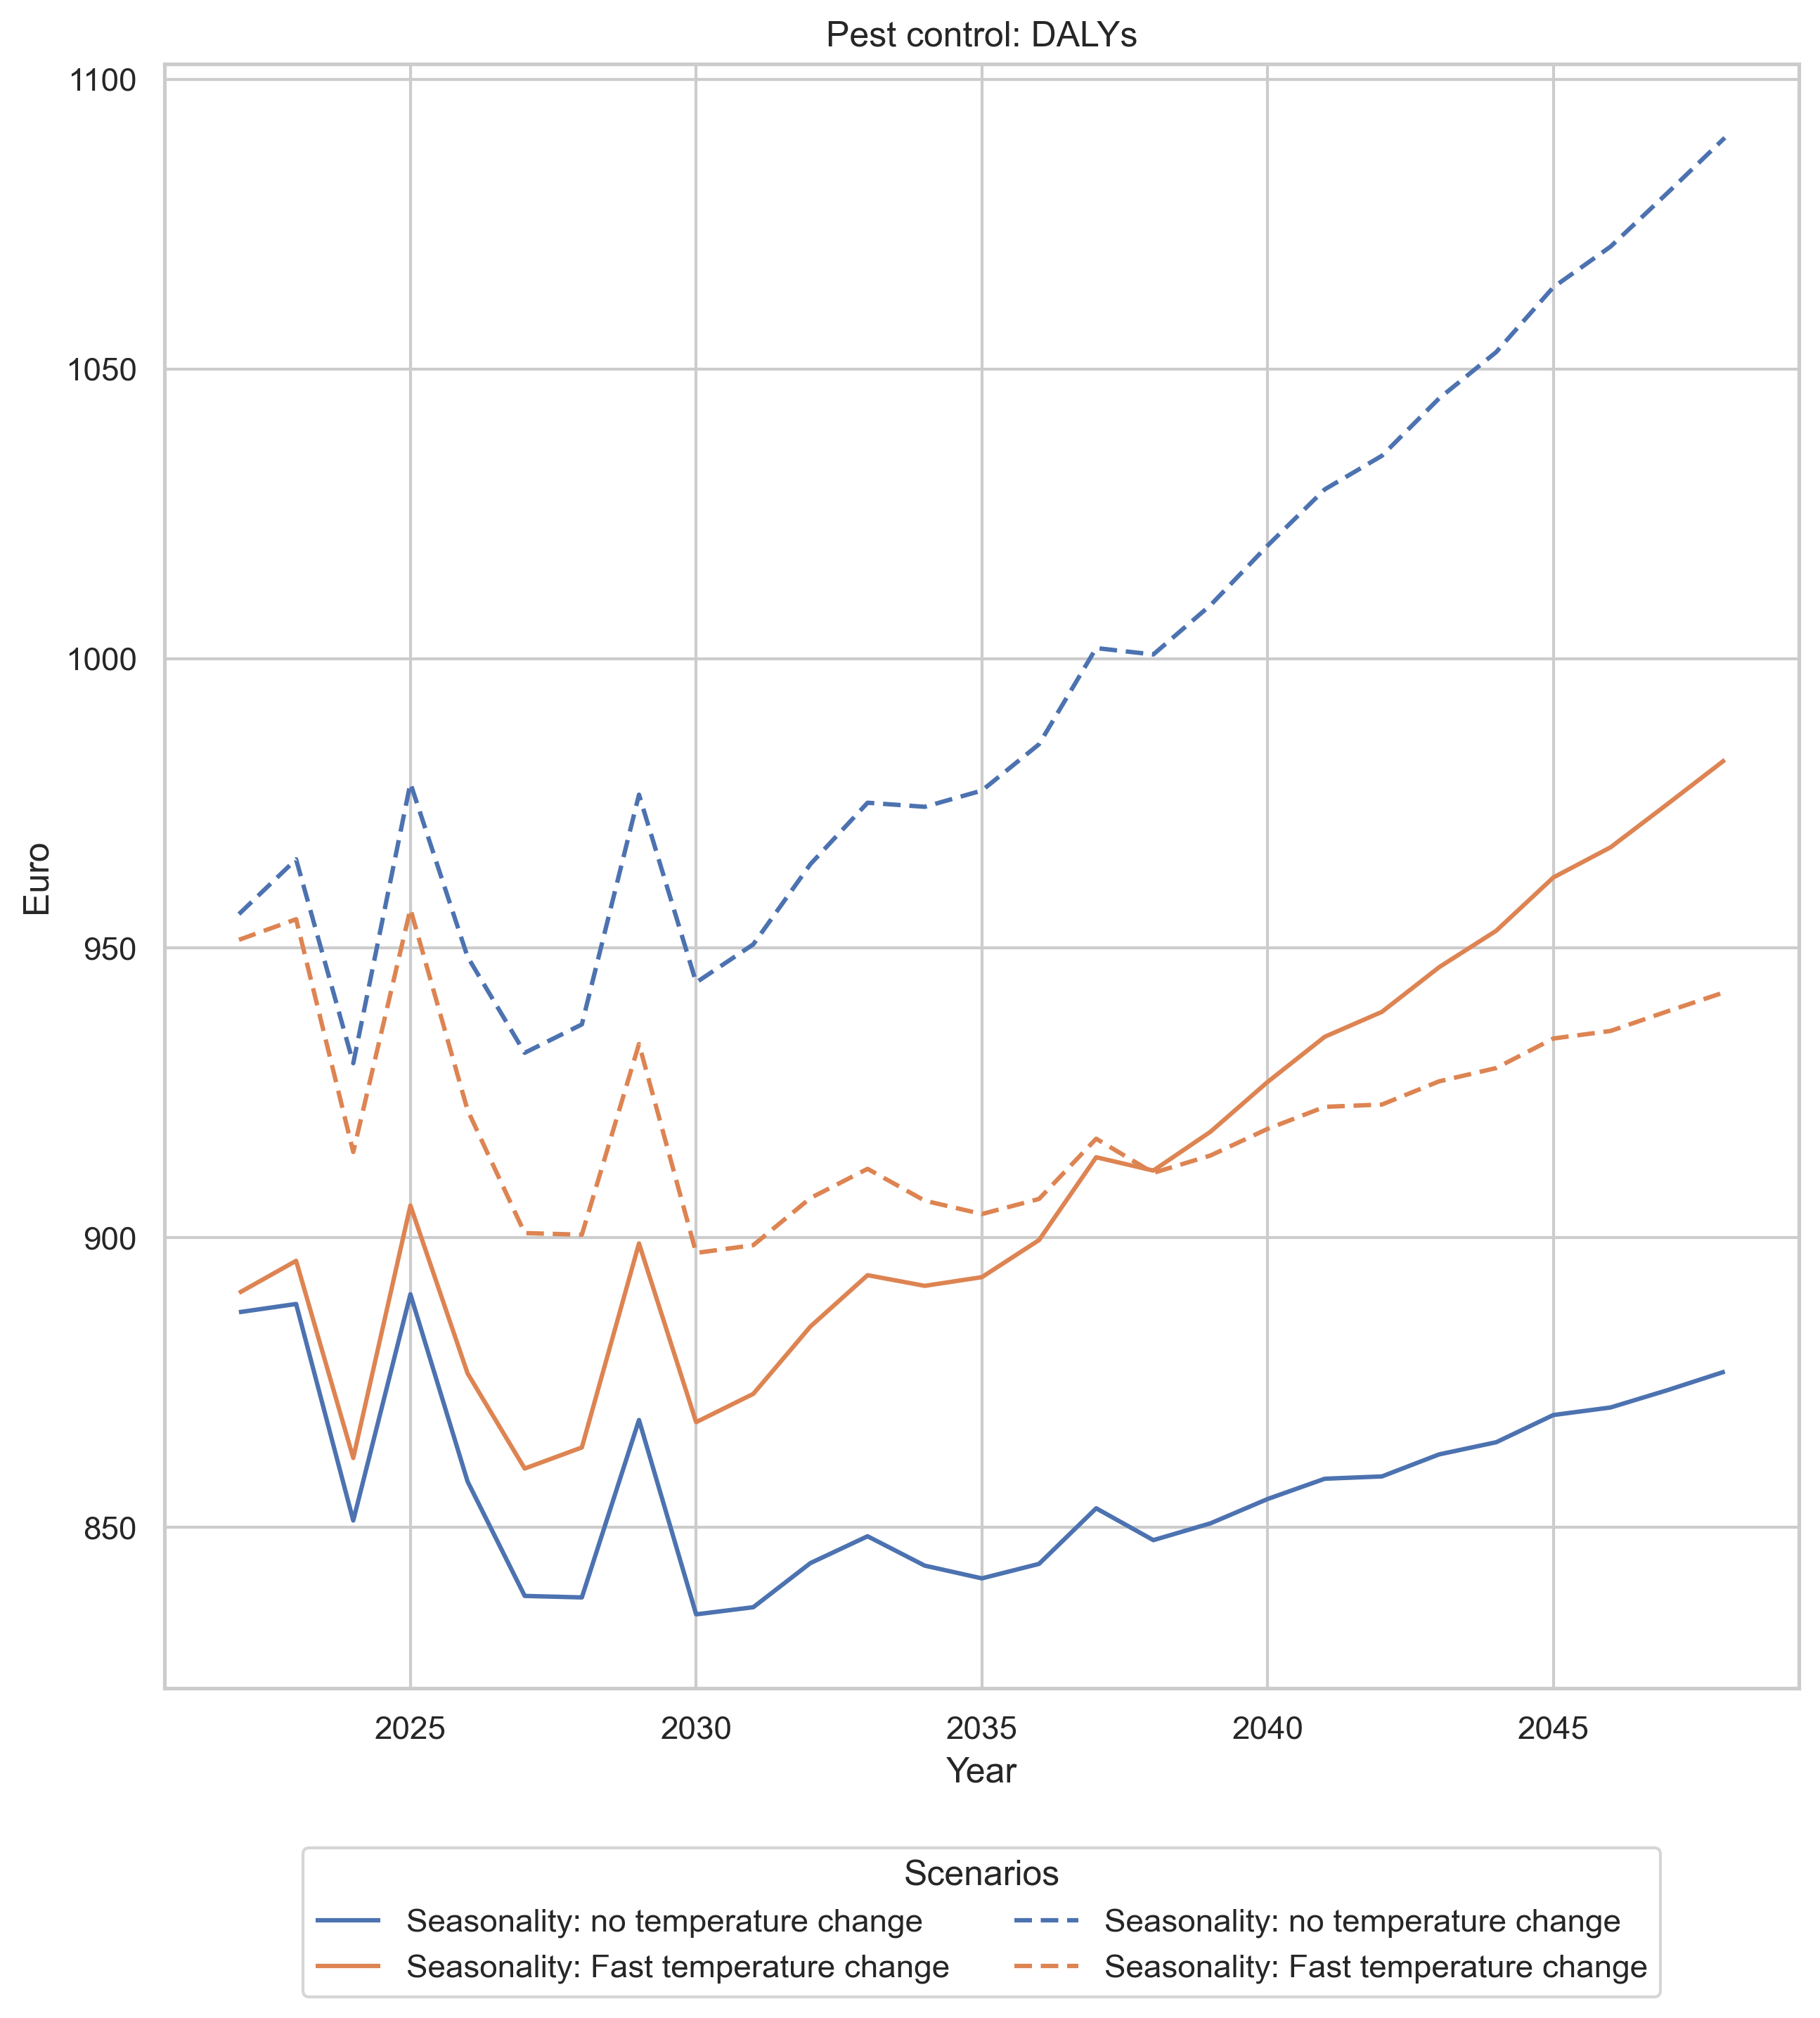 Pest control: DALYs
1100
1050
1000
950
900
850
Euro
2025 2030 2035 2040 2045
Year
Scenarios
Seasonality: no temperature change Seasonality: no temperature change
Seasonality: Fast temperature change Seasonality: Fast temperature change